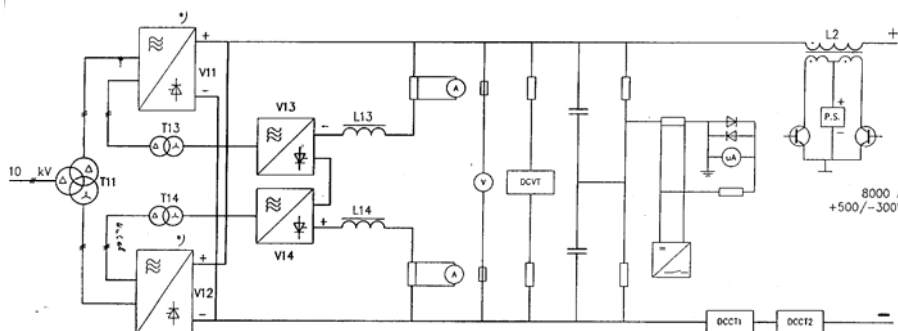 *)
+
V11
-
T13
10 kV
T11
T14
*)
+
V12
-
V13
-
L13
-
V14
+
L14
A
A
V
DCVT
uA
L2
+
P.S.
+
-
8000
+500/-300
DCCT1
DCCT2
-